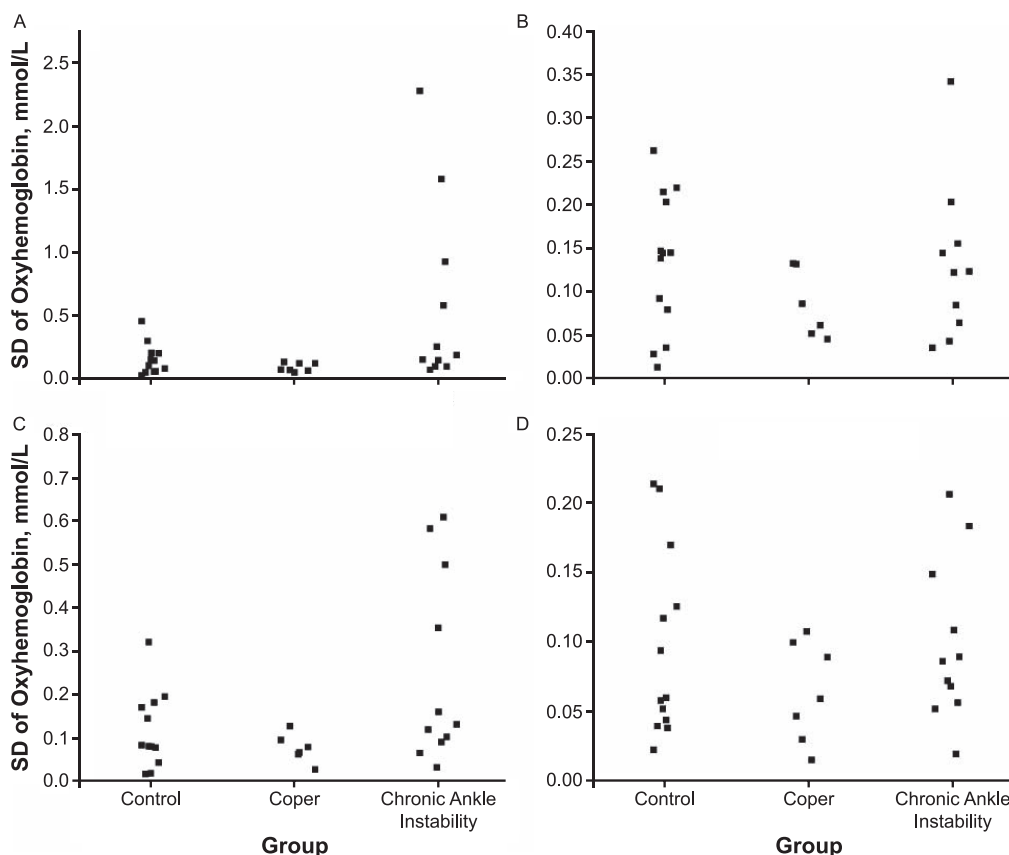 A
SD of Oxyhemoglobin, mmol/L
2.5
2.0
1.5
1.0
0.5
0.0
B
0.40
0.35
0.30
0.25
0.20
0.15
0.10
0.05
0.00
C
SD of Oxyhemoglobin, mmol/L
0.8
0.7
0.6
0.5
0.4
0.3
0.2
0.1
0.0
Control
Coper
Chronic Ankle
Instability
Group
D
0.25
0.20
0.15
0.10
0.05
0.00
Control
Coper
Chronic Ankle
Instability
Group